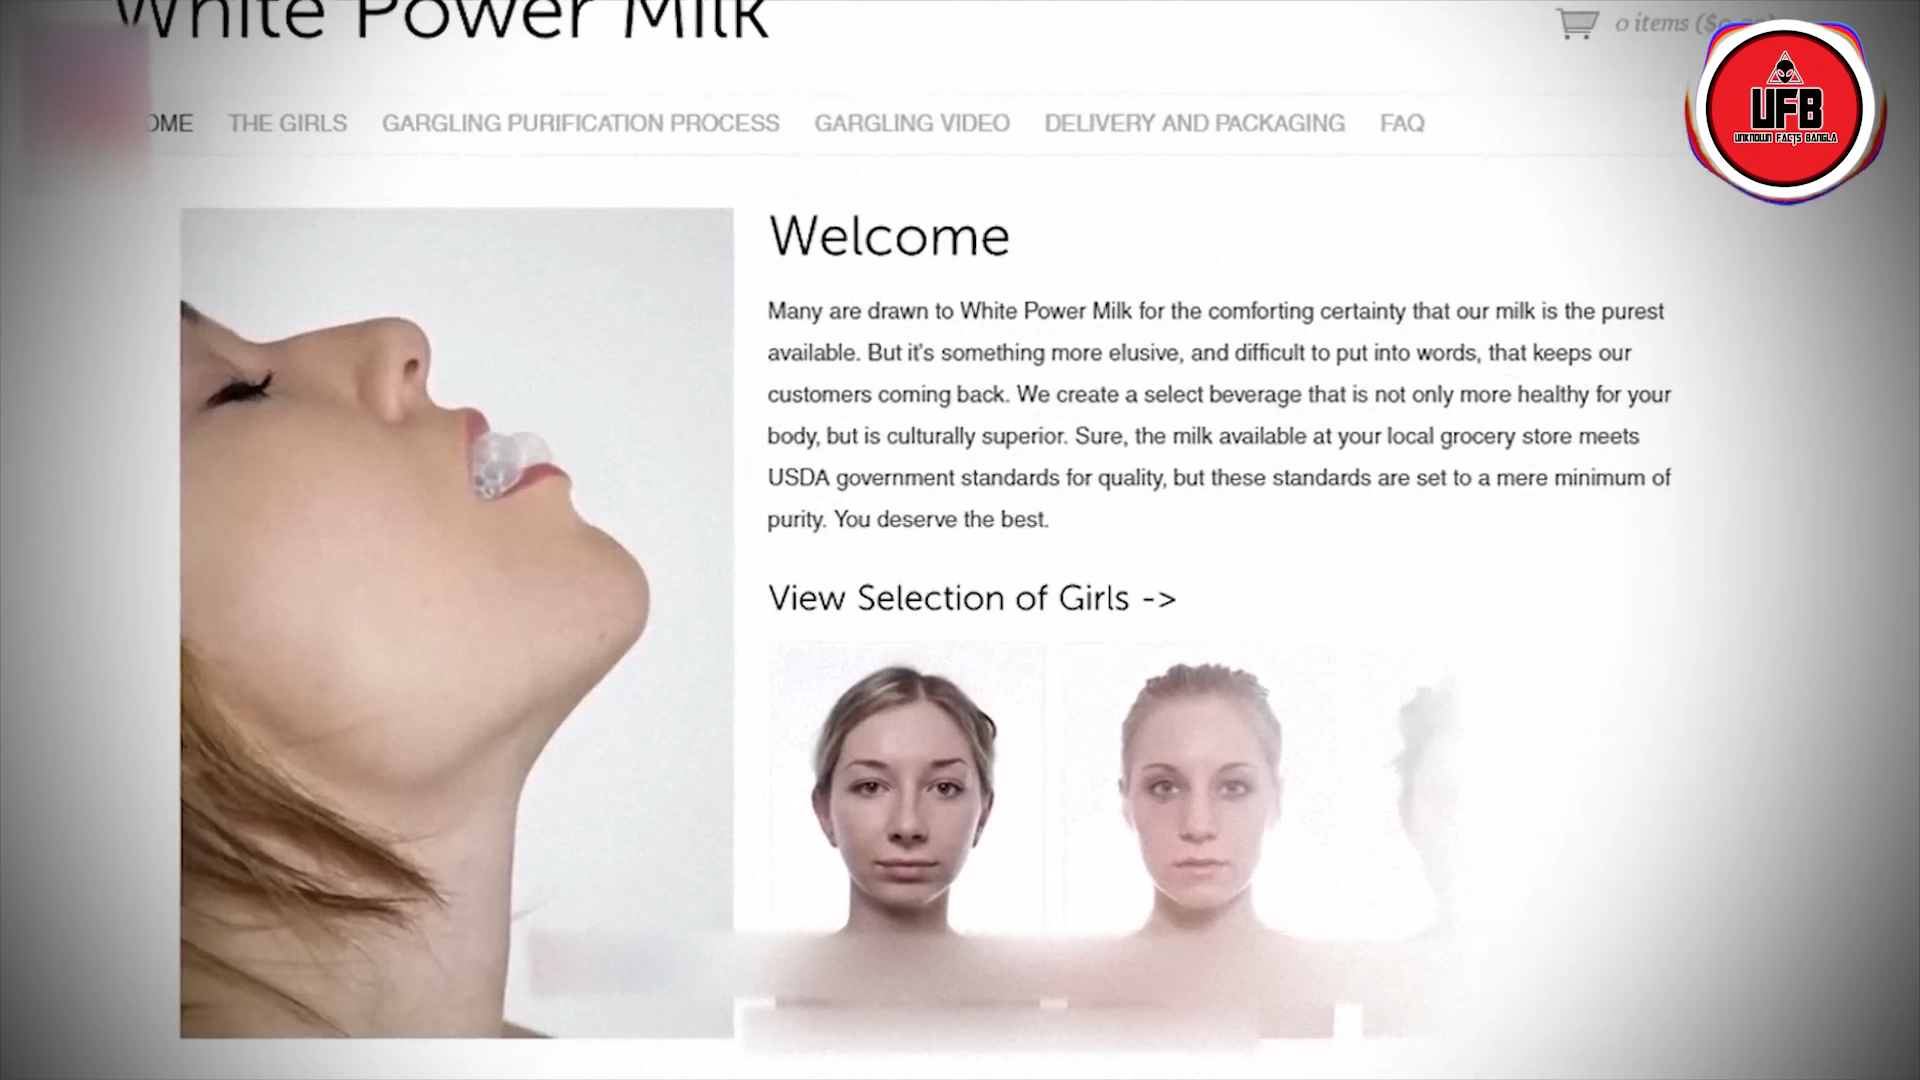 White Power Milk
0 items ($
UFB
UNKNOWN FACTS BANGLA
OME THE GIRLS GARGLING PURIFICATION PROCESS GARGLING VIDEO DELIVERY AND PACKAGING FAQ
Welcome
Many are drawn to White Power Milk for the comforting certainty that our milk is the purest
available. But it's something more elusive, and difficult to put into words, that keeps our
customers coming back. We create a select beverage that is not only more healthy for your
body, but is culturally superior. Sure, the milk available at your local grocery store meets
USDA government standards for quality, but these standards are set to a mere minimum of
purity. You deserve the best.
View Selection of Girls ->